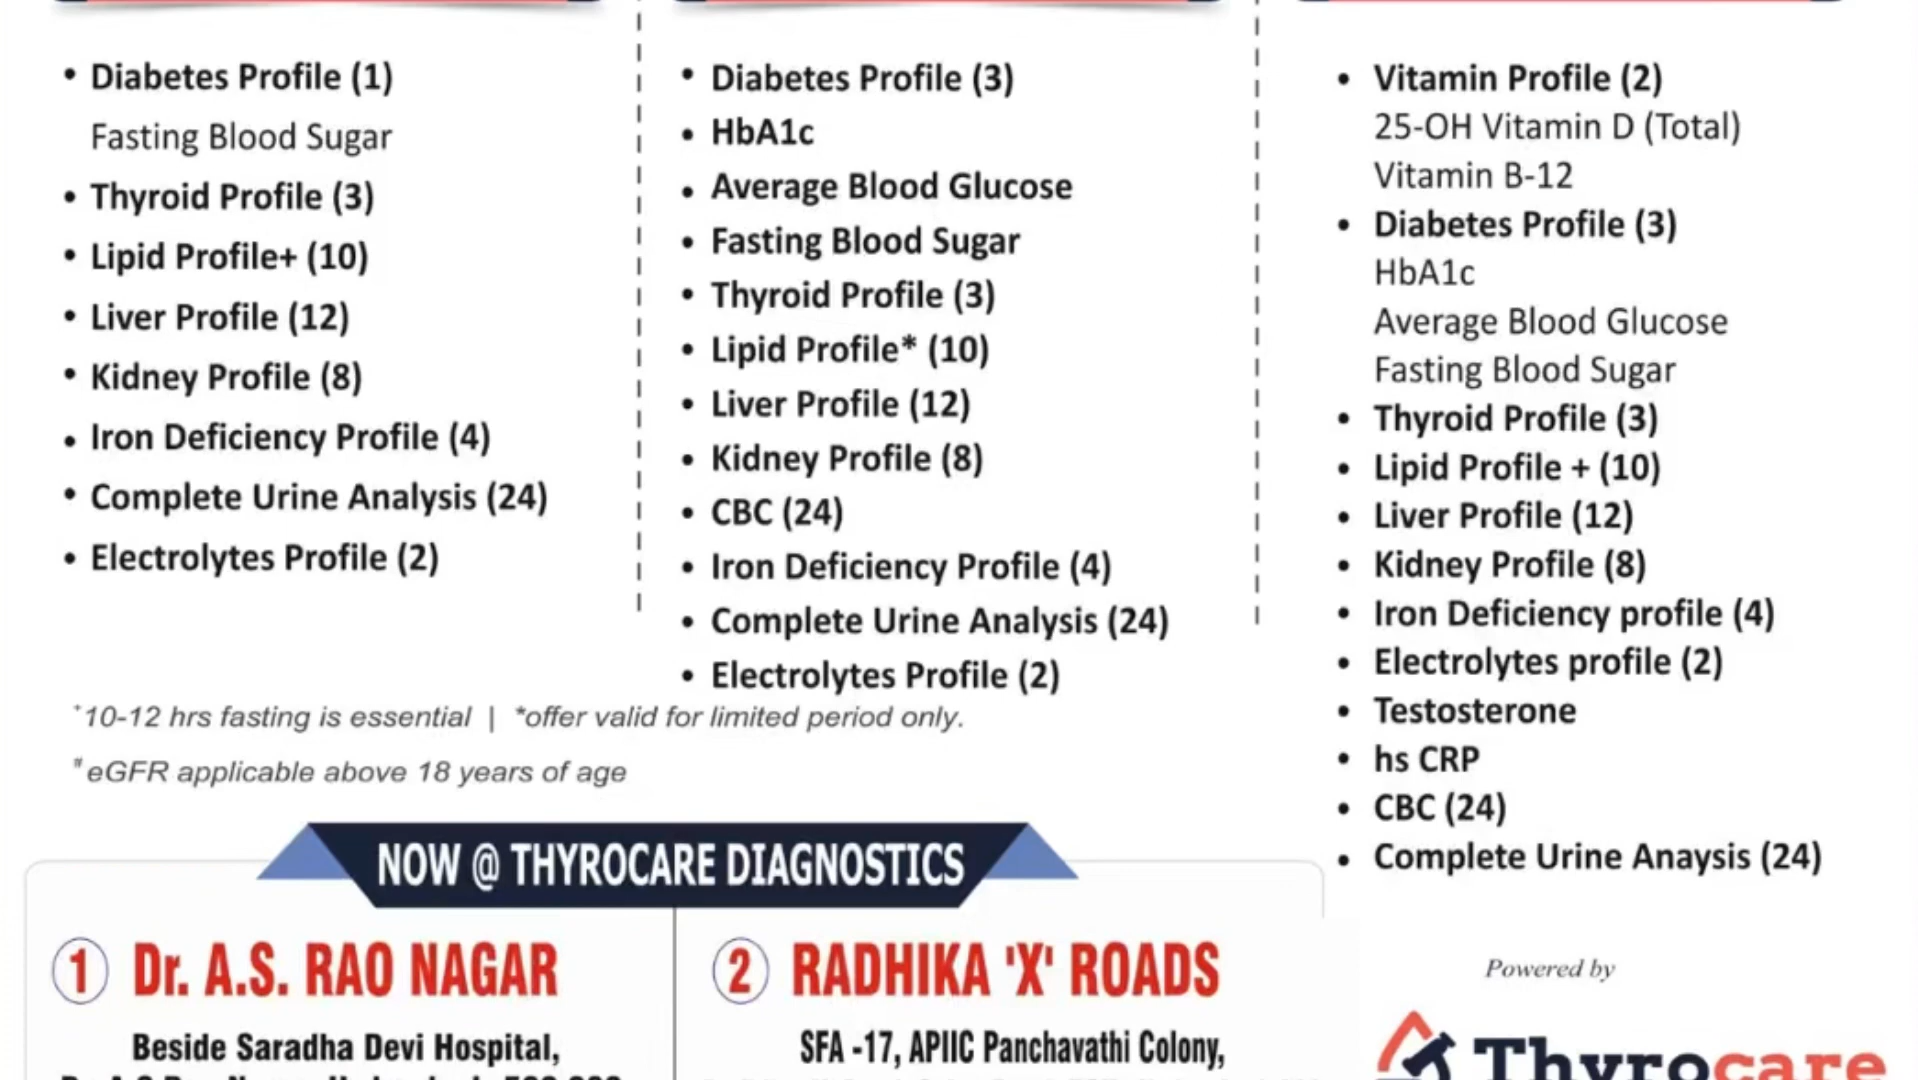 • Diabetes Profile (1)
Fasting Blood Sugar
• Thyroid Profile (3)
• Lipid Profile+ (10)
• Liver Profile (12)
• Kidney Profile (8)
• Iron Deficiency Profile (4)
• Complete Urine Analysis (24)
• Electrolytes Profile (2)
• Diabetes Profile (3)
• HbA1c
• Average Blood Glucose
• Fasting Blood Sugar
• Thyroid Profile (3)
• Lipid Profile* (10)
• Liver Profile (12)
• Kidney Profile (8)
• CBC (24)
• Iron Deficiency Profile (4)
• Complete Urine Analysis (24)
• Electrolytes Profile (2)
• Vitamin Profile (2)
25-OH Vitamin D (Total)
Vitamin B-12
• Diabetes Profile (3)
HbA1c
Average Blood Glucose
Fasting Blood Sugar
• Thyroid Profile (3)
• Lipid Profile + (10)
• Liver Profile (12)
• Kidney Profile (8)
• Iron Deficiency profile (4)
• Electrolytes profile (2)
• Testosterone
• hs CRP
• CBC (24)
• Complete Urine Anaysis (24)
+10-12 hrs fasting is essential | *offer valid for limited period only.
#eGFR applicable above 18 years of age
NOW @ THYROCARE DIAGNOSTICS
1 Dr. A.S. RAO NAGAR
Beside Saradha Devi Hospital,
2 RADHIKA 'X' ROADS
SFA -17, APIIC Panchavathi Colony,
Powered by
Thyrocare